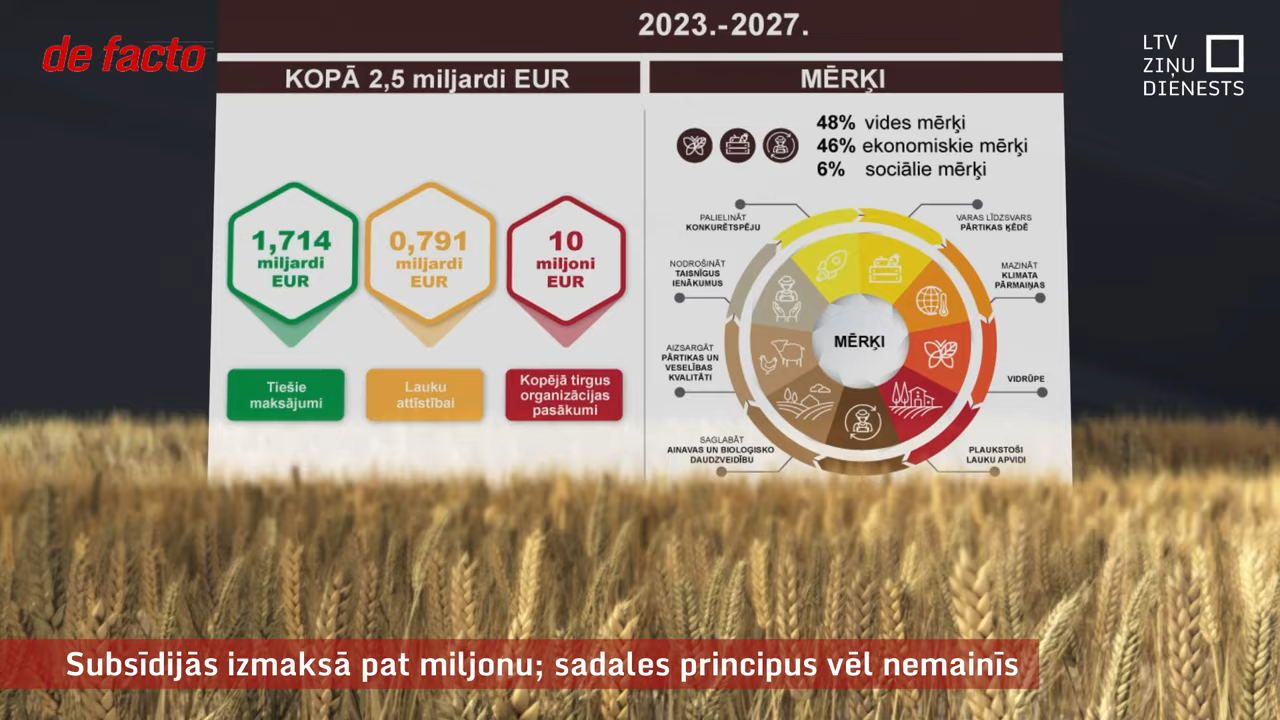 de facto
LTV
ZIŅU
DIENESTS
2023.-2027.
KOPĀ 2,5 miljardi EUR
1,714
miljardi
EUR
0,791
miljardi
EUR
10
miljoni
EUR
Tiešie
maksājumi
Lauku
attīstībai
Kopējā tirgus
organizācijas
pasākumi
MĒRĶI
48% vides mērķi
46% ekonomiskie mērķi
6% sociālie mērķi
PALIELINĀT
KONKURĒTSPĒJU
VARAS LĪDZSVARS
PĀRTIKAS ĶĒDĒ
NODROŠINĀT
TAISNĪGUS
IENĀKUMUS
MAZINĀT
KLIMATA
PĀRMAIŅAS
MĒRĶI
AIZSARGĀT
PĀRTIKAS UN
VESELĪBAS
KVALITĀTI
VIDRŪPE
SAGLABĀT
AINAVAS UN BIOLOĢISKO
DAUDZVEIDĪBU
PLAUKSTOŠI
LAUKU APVIDI
Subsīdijās izmaksā pat miljonu; sadales principus vēl nemainīs